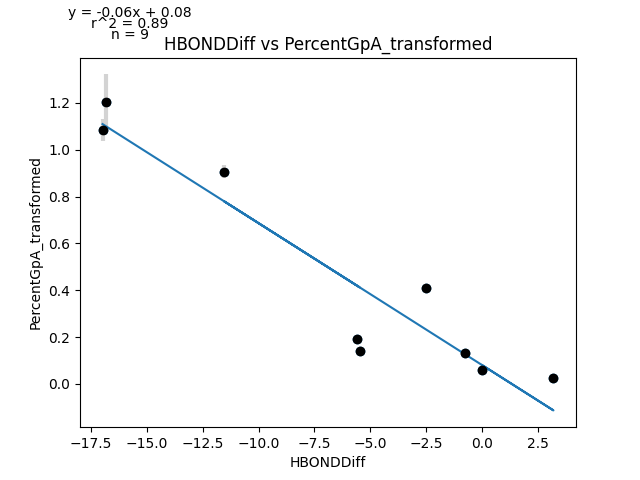 y = -0.06x + 0.08
r^2 = 0.89
n = 9
HBONDDiff vs PercentGpA_transformed
PercentGpA_transformed
1.2
1.0
0.8
0.6
0.4
0.2
0.0
−17.5 −15.0 −12.5 −10.0 −7.5 −5.0 −2.5 0.0 2.5
HBONDDiff